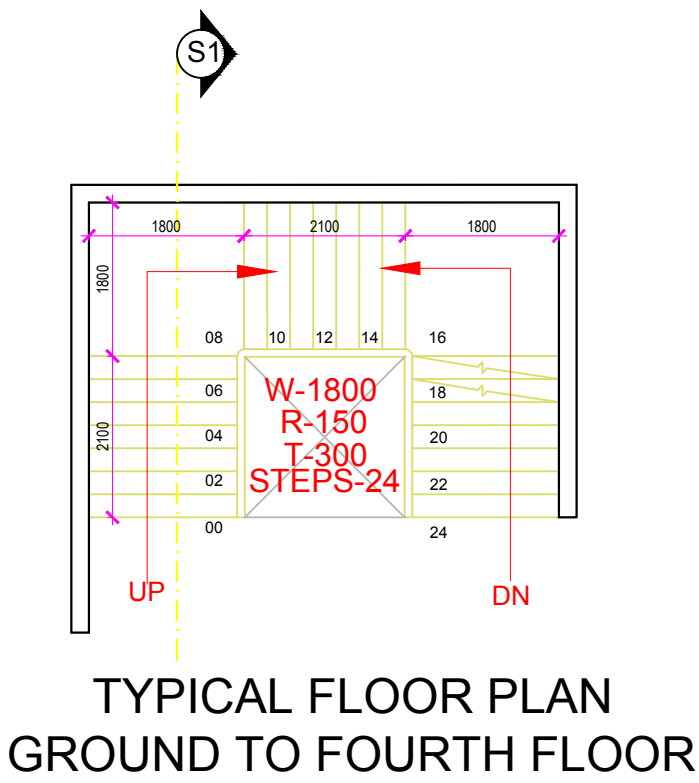 S1
1800 2100 1800
1800
08 10 12 14 16
06 W-1800 18
R-150
2100 04 20
T-300
02 STEPS-24 22
00 24
UP DN
TYPICAL FLOOR PLAN
GROUND TO FOURTH FLOOR